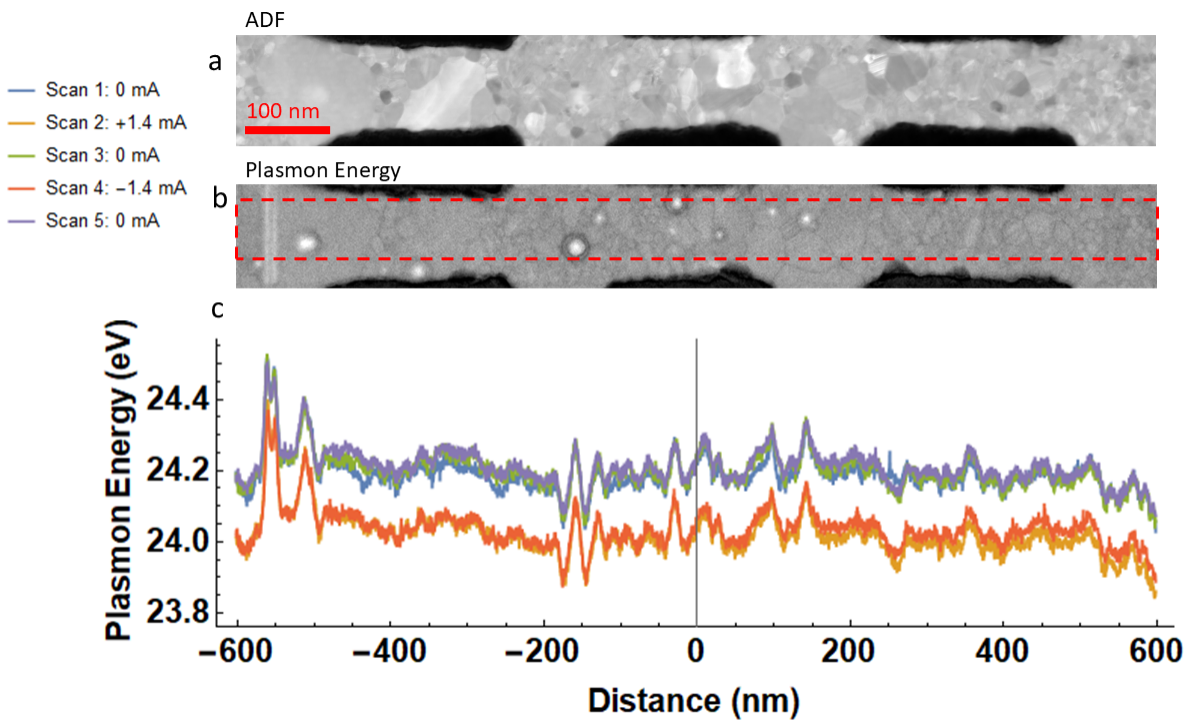 ADF
a
100 nm
Scan 1: 0 mA
Scan 2: +1.4 mA
Scan 3: 0 mA
Scan 4: −1.4 mA
Scan 5: 0 mA
Plasmon Energy
b
c
Plasmon Energy (eV)
24.4
24.2
24.0
23.8
−600 −400 −200 0 200 400 600
Distance (nm)